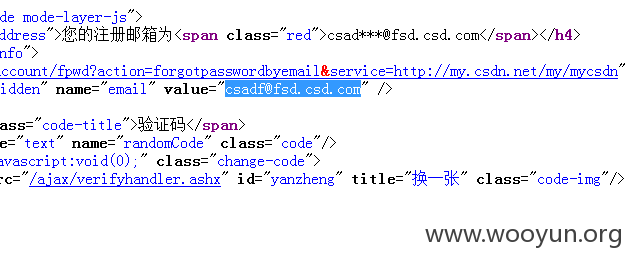 de mode-layer-js">
ddress">您的注册邮箱为<span class="red">csad***@fsd.csd.com</span></h4>
nfo">
ccount/fpwd?action=forgotpasswordbyemail&service=http://my.csdn.net/my/mycsdn"
idden" name="email" value="csadf@fsd.csd.com" />
ass="code-title">验证码</span>
e="text" name="randomCode" class="code"/>
avascript:void(0);" class="change-code">
rc="/ajax/verifyhandler.ashx" id="yanzheng" title="换一张" class="code-img"/>
www.wooyun.org